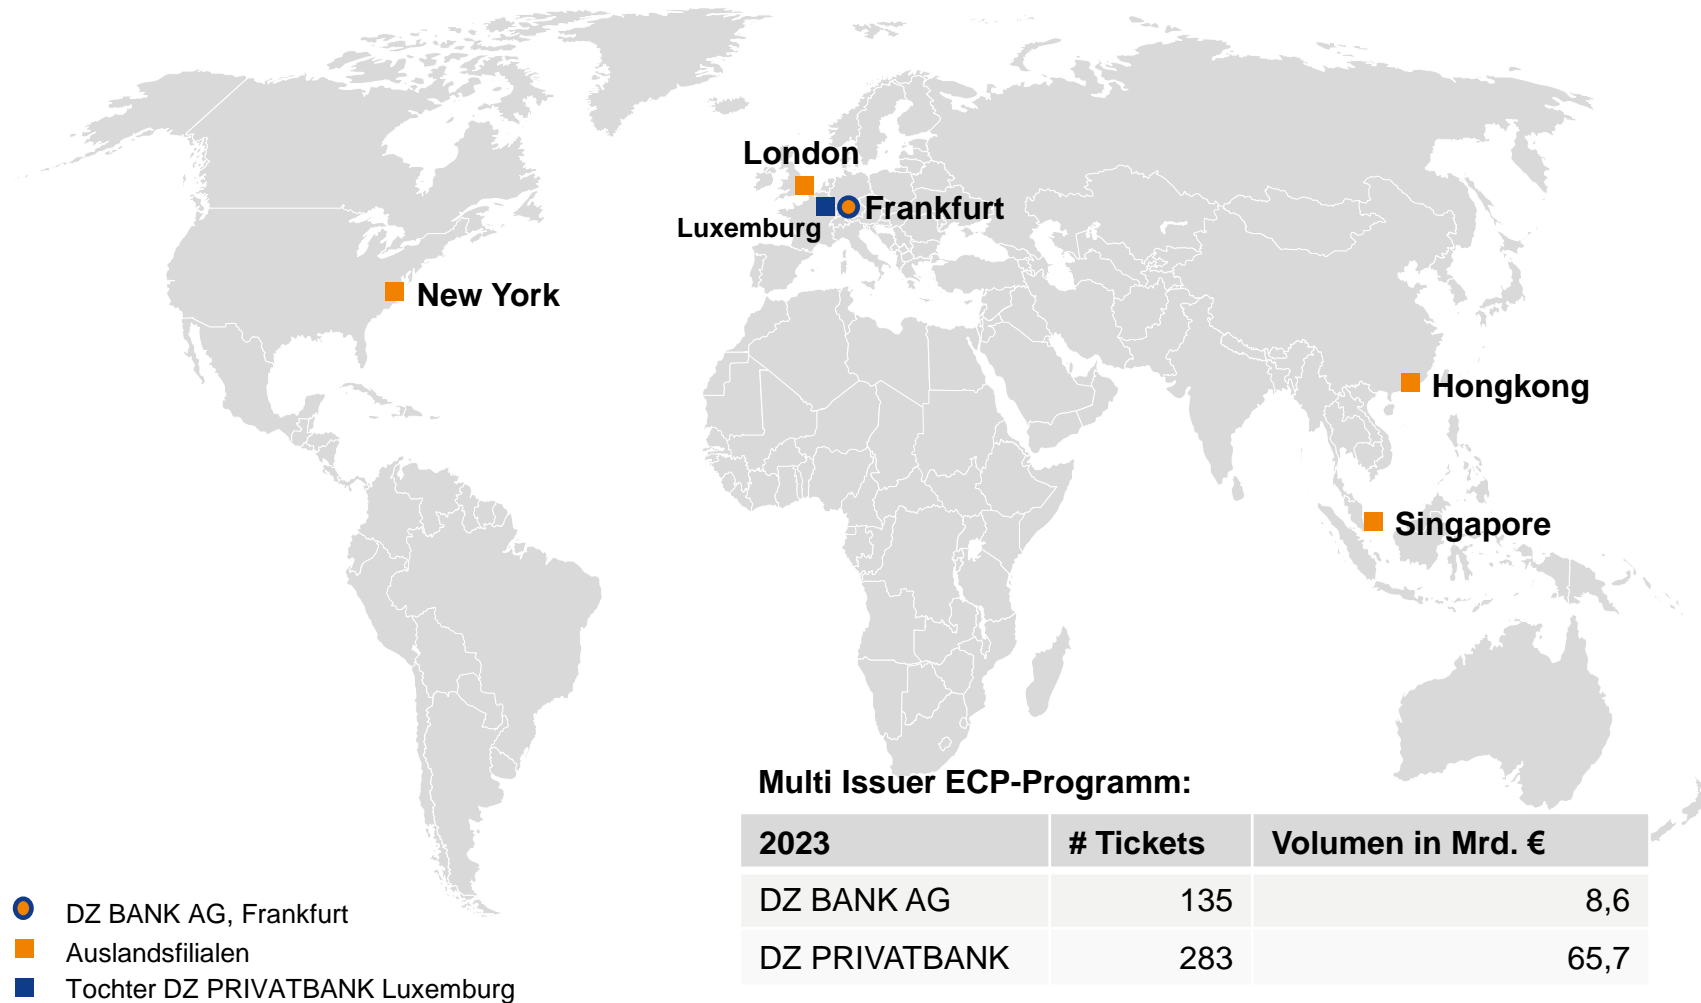 London
Frankfurt
Luxemburg
New York
Hongkong
Singapore
Multi Issuer ECP-Programm:
2023 # Tickets Volumen in Mrd. €
DZ BANK AG 135 8,6
DZ PRIVATBANK 283 65,7
DZ BANK AG, Frankfurt
Auslandsfilialen
Tochter DZ PRIVATBANK Luxemburg